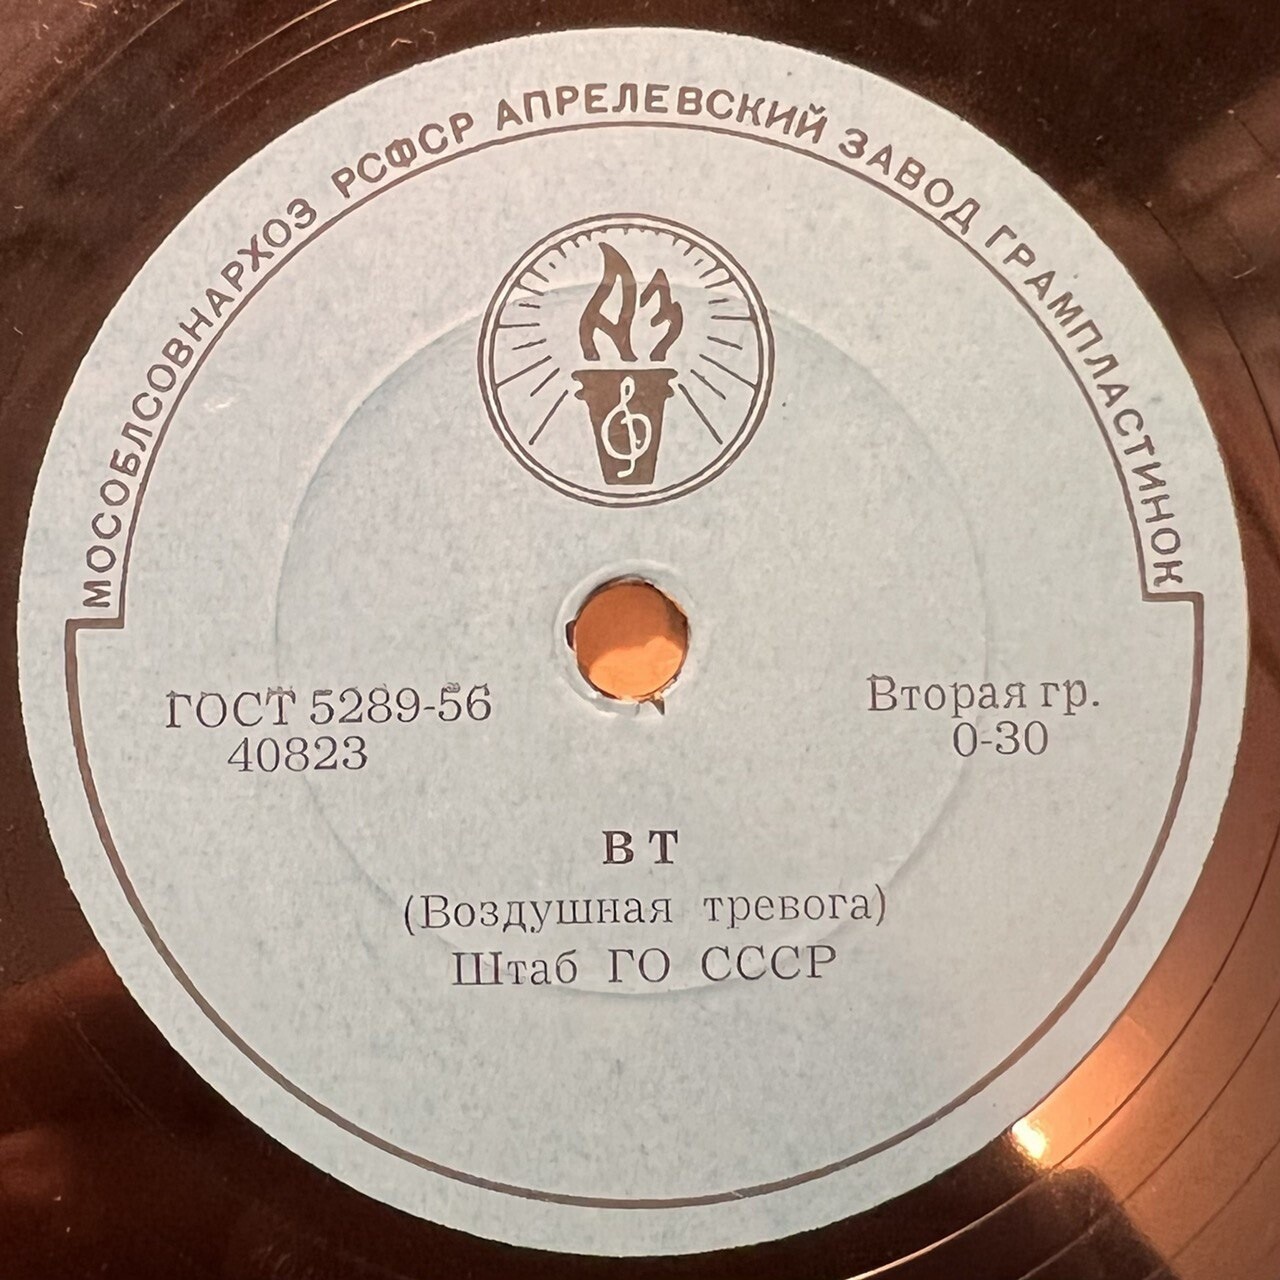 МОСОБЛСОВНАРХОЗ РСФСР АПРЕЛЕВСКИЙ ЗАВОД ГРАМПЛАСТИНОК
АЗ
ГОСТ 5289-56
40823
Вторая гр.
0-30
ВТ
(Воздушная тревога)
Штаб ГО СССР